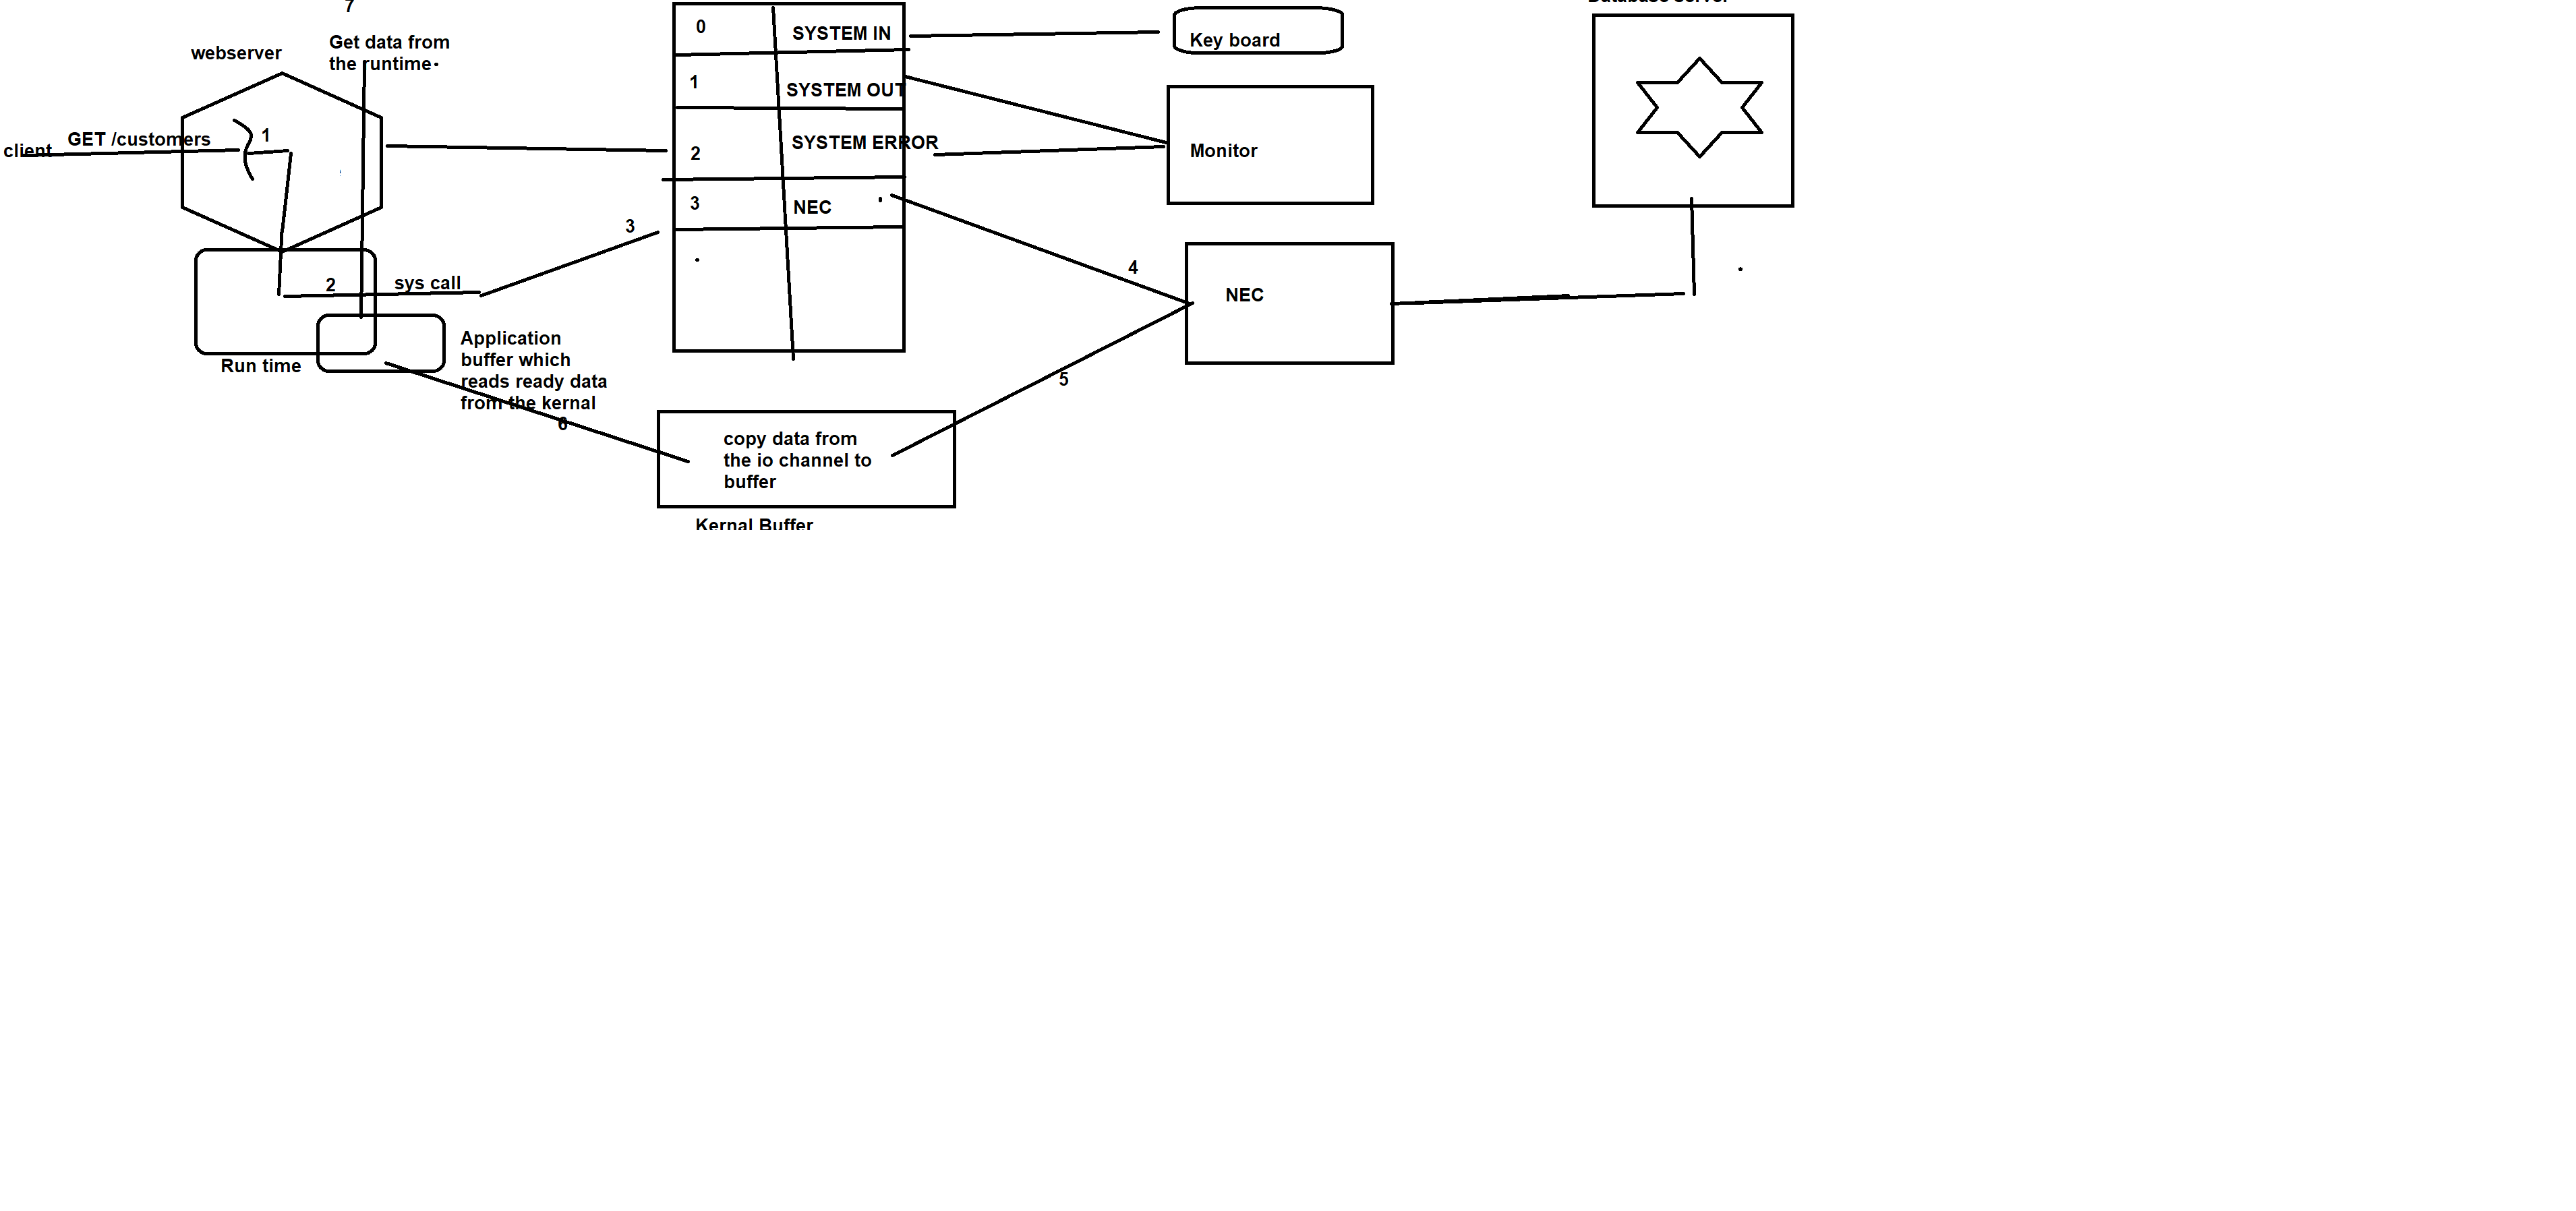 7
Get data from
the runtime.
webserver
client
GET /customers
1
2
sys call
3
Run time
Application
buffer which
reads ready data
from the kernal
6
0
SYSTEM IN
1
SYSTEM OUT
2
SYSTEM ERROR
3
NEC
.
Key board
Monitor
4
NEC
5
copy data from
the io channel to
buffer
Kernal Buffer
Database server